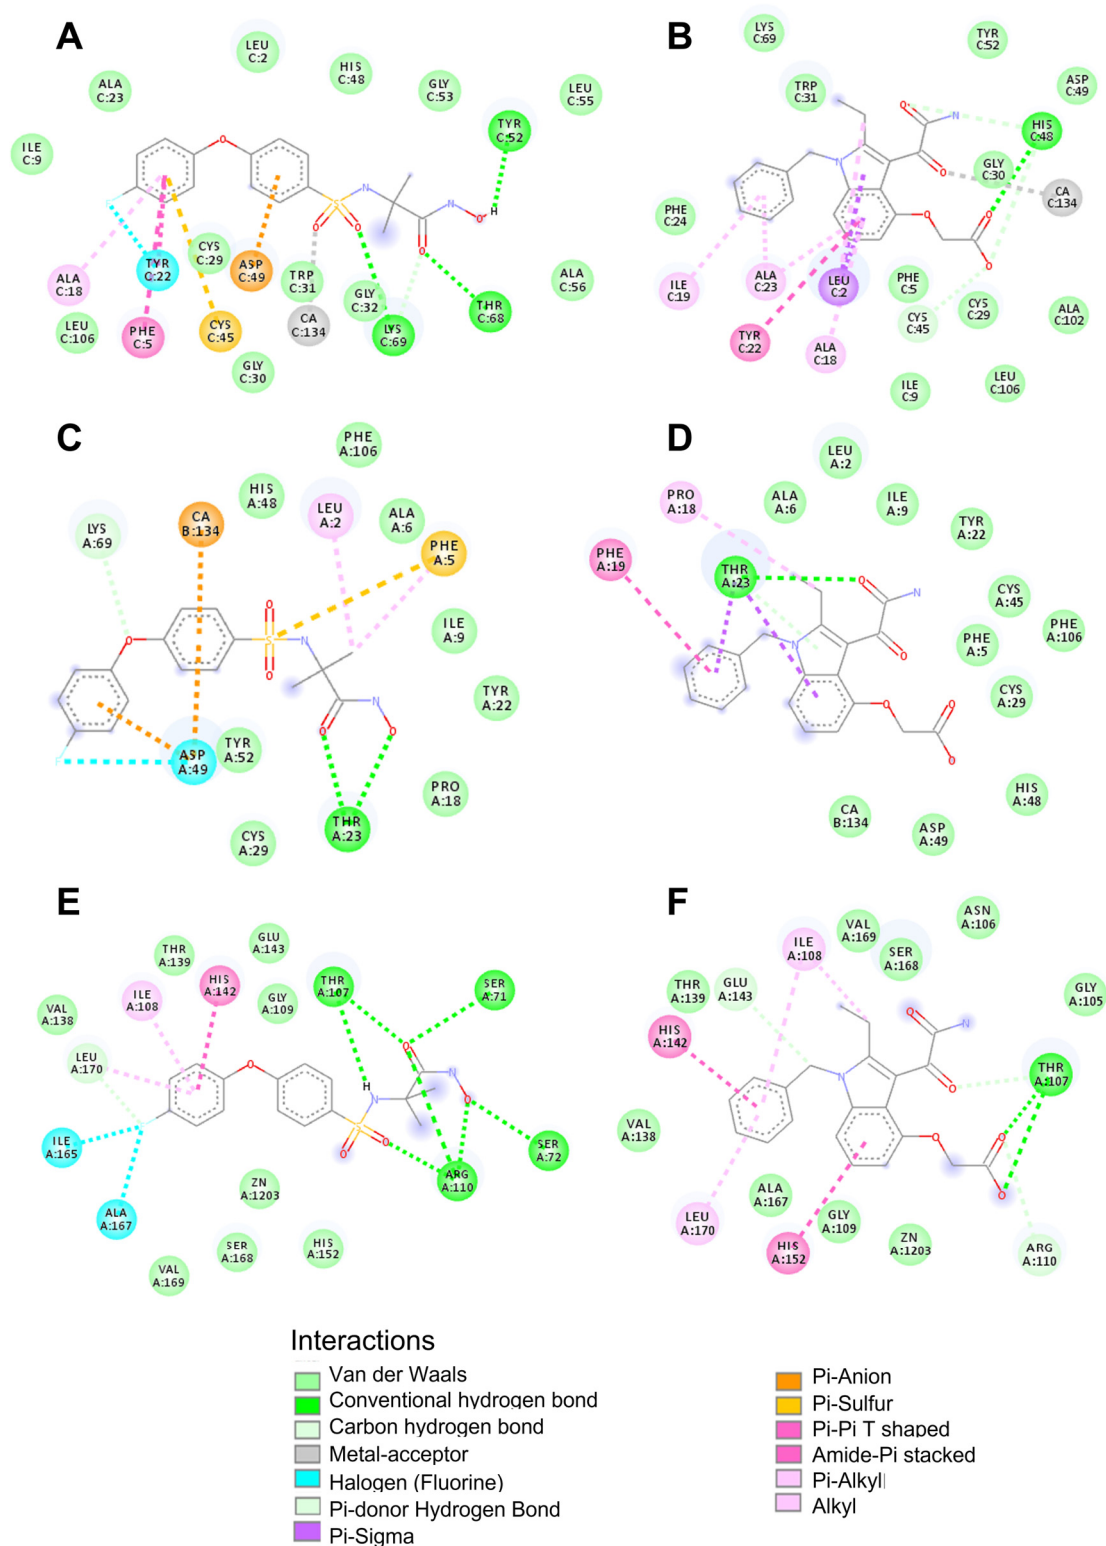 A
LEU
C:2
HIS
C:48
ALA
C:23
GLY
C:53
LEU
C:55
TYR
C:52
ILE
C:9
O
F
N
S
O
O
N
O
H
O
CYS
C:29
TYR
C:22
ASP
C:49
TRP
C:31
ALA
C:18
GLY
C:32
ALA
C:56
THR
C:68
LEU
C:106
PHE
C:5
CYS
C:45
CA
C:134
LYS
C:69
GLY
C:30
B
LYS
C:69
TYR
C:52
TRP
C:31
ASP
C:49
HIS
C:48
O
N
N
O
GLY
C:30
CA
C:134
PHE
C:24
O
O
O
ILE
C:19
ALA
C:23
LEU
C:2
PHE
C:5
CYS
C:45
CYS
C:29
ALA
C:102
TYR
C:22
ALA
C:18
ILE
C:9
LEU
C:106
C
PHE
A:106
HIS
A:48
LEU
A:2
ALA
A:6
LYS
A:69
CA
B:134
PHE
A:5
O
O
S
N
O
ILE
A:9
TYR
A:22
N
O
O
F
ASP
A:49
TYR
A:52
PRO
A:18
THR
A:23
CYS
A:29
D
LEU
A:2
PRO
A:18
ALA
A:6
ILE
A:9
TYR
A:22
PHE
A:19
THR
A:23
O
N
N
O
CYS
A:45
PHE
A:5
PHE
A:106
CYS
A:29
O
O
O
HIS
A:48
CA
B:134
ASP
A:49
E
THR
A:139
GLU
A:143
HIS
A:142
THR
A:107
SER
A:71
ILE
A:108
GLY
A:109
VAL
A:138
LEU
A:170
O
O
N
H
N
O
S
O
O
F
ILE
A:165
SER
A:72
ARG
A:110
ZN
A:1203
ALA
A:167
SER
A:168
HIS
A:152
VAL
A:169
F
ASN
A:106
VAL
A:169
ILE
A:108
SER
A:168
THR
A:139
GLU
A:143
GLY
A:105
HIS
A:142
O
N
N
O
THR
A:107
VAL
A:138
O
O
O
ALA
A:167
LEU
A:170
GLY
A:109
HIS
A:152
ZN
A:1203
ARG
A:110
Interactions
Van der Waals
Conventional hydrogen bond
Carbon hydrogen bond
Metal-acceptor
Halogen (Fluorine)
Pi-donor Hydrogen Bond
Pi-Sigma
Pi-Anion
Pi-Sulfur
Pi-Pi T shaped
Amide-Pi stacked
Pi-Alkyl
Alkyl